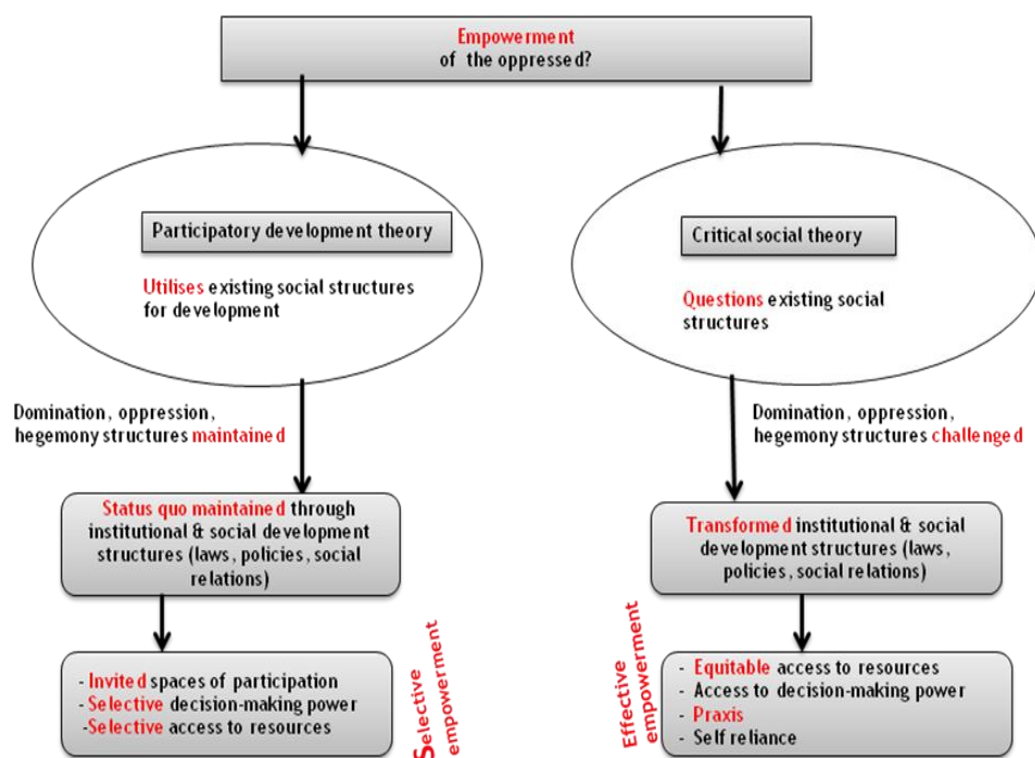 Empowerment
of the oppressed?
Participatory development theory
Utilises existing social structures
for development
Critical social theory
Questions existing social
structures
Domination, oppression,
hegemony structures maintained
Domination, oppression,
hegemony structures challenged
Status quo maintained through
institutional & social development
structures (laws, policies, social
relations)
Transformed institutional & social
development structures (laws,
policies, social relations)
- Invited spaces of participation
- Selective decision-making power
-Selective access to resources
Selective
empowerment
Effective
empowerment
- Equitable access to resources
- Access to decision-making power
- Praxis
- Self reliance